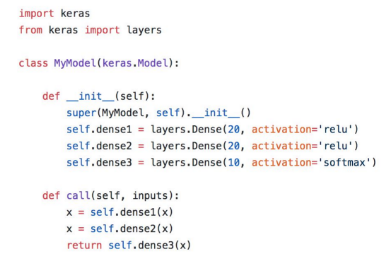 import keras
from keras import layers
class MyModel(keras.Model):
def __init__(self):
super(MyModel, self).__init__()
self.dense1 = layers.Dense(20, activation='relu')
self.dense2 = layers.Dense(20, activation='relu')
self.dense3 = layers.Dense(10, activation='softmax')
def call(self, inputs):
x = self.dense1(x)
x = self.dense2(x)
return self.dense3(x)